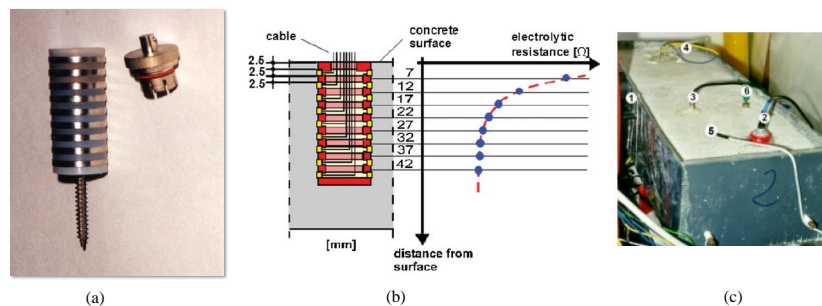 cable
concrete
surface
electrolytic
resistance [Ω]
2.5
2.5
2.5
7
12
17
22
27
32
37
42
[mm]
distance from
surface
1
2
3
4
5
6
2
(a)
(b)
(c)